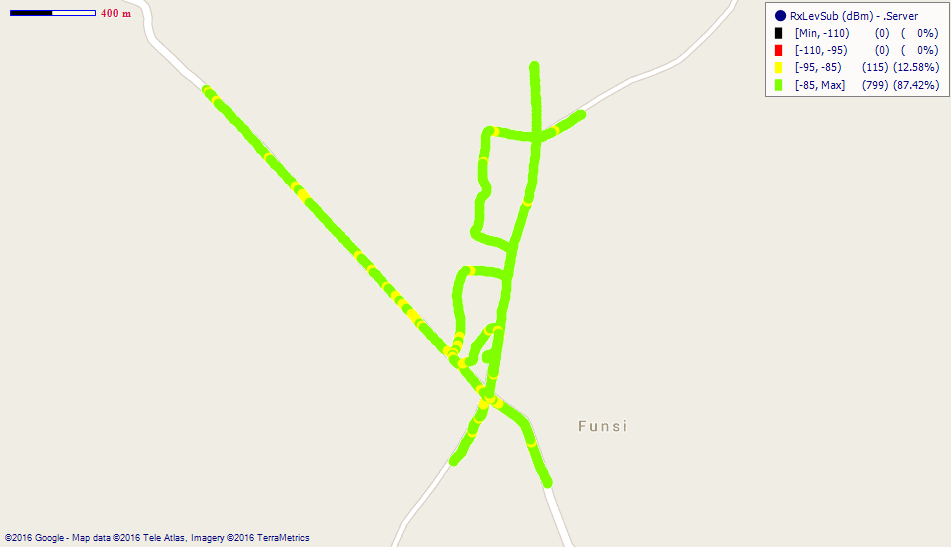 400 m
RxLevSub (dBm) - .Server
[Min, -110) (0) ( 0%)
[-110, -95) (0) ( 0%)
[-95, -85) (115) (12.58%)
[-85, Max] (799) (87.42%)
Funsi
©2016 Google - Map data ©2016 Tele Atlas, Imagery ©2016 TerraMetrics